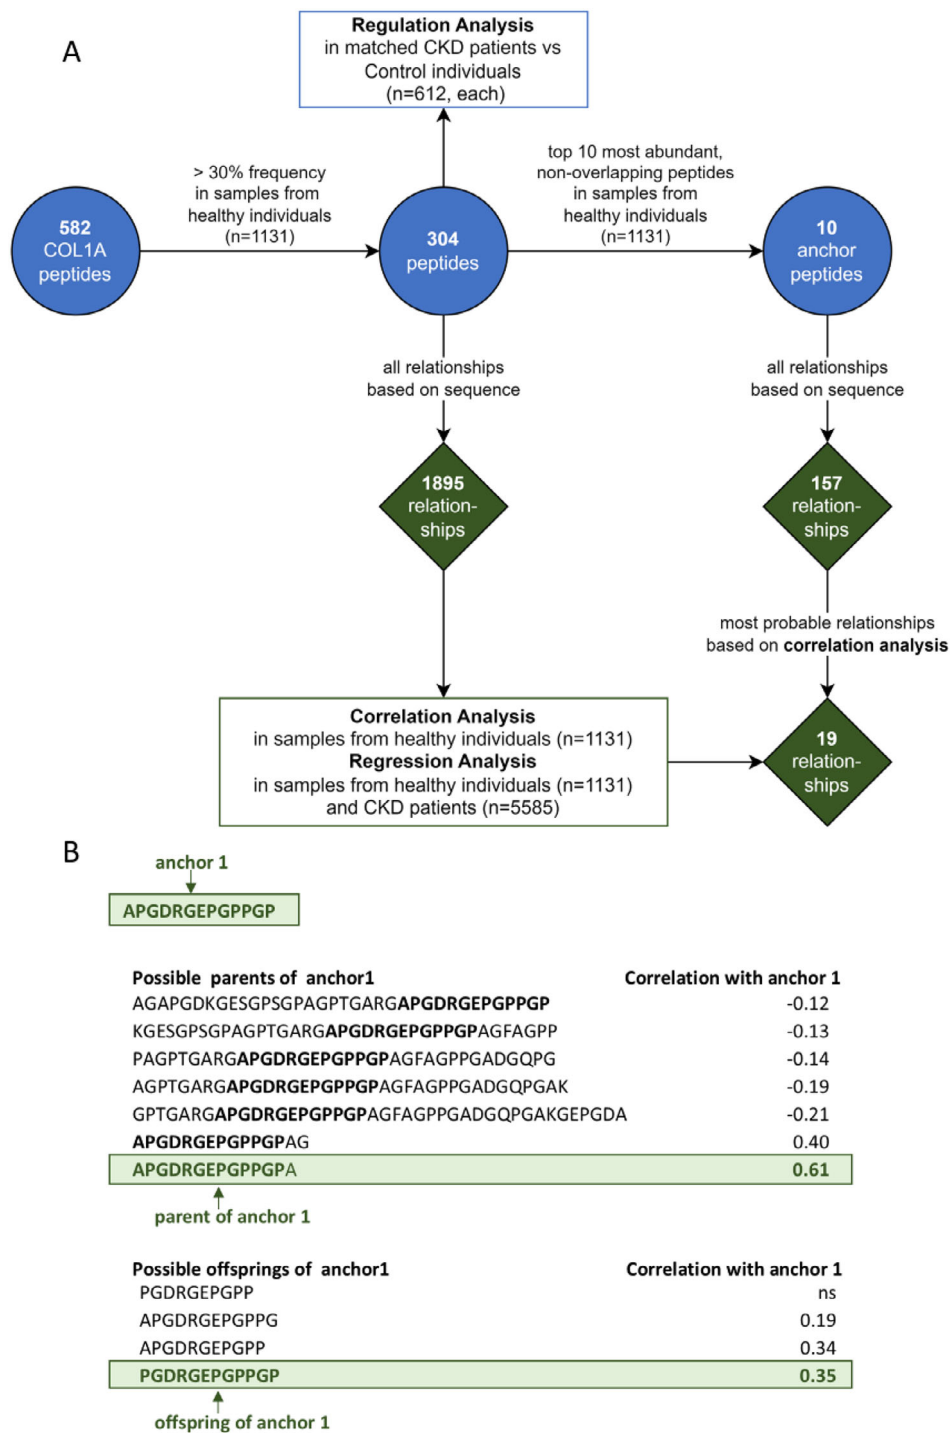 A
Regulation Analysis
in matched CKD patients vs
Control individuals
(n=612, each)
> 30% frequency
in samples from
healthy individuals
(n=1131)
top 10 most abundant,
non-overlapping peptides
in samples from
healthy individuals
(n=1131)
582
COL1A
peptides
304
peptides
10
anchor
peptides
all relationships
based on sequence
all relationships
based on sequence
1895
relation-
ships
157
relation-
ships
most probable relationships
based on correlation analysis
Correlation Analysis
in samples from healthy individuals (n=1131)
Regression Analysis
in samples from healthy individuals (n=1131)
and CKD patients (n=5585)
19
relation-
ships
B
anchor 1
APGDRGEPGPPGP
Possible parents of anchor1 Correlation with anchor 1
AGAPGDKGESGPSGPAGPTGARGAPGDRGEPGPPGP -0.12
KGESGPSGPAGPTGARGAPGDRGEPGPPGPAGFAGPP -0.13
PAGPTGARGAPGDRGEPGPPGPAGFAGPPGADGQPG -0.14
AGPTGARGAPGDRGEPGPPGPAGFAGPPGADGQPGAK -0.19
GPTGARGAPGDRGEPGPPGPAGFAGPPGADGQPGAKGEPGDA -0.21
APGDRGEPGPPGPAG 0.40
APGDRGEPGPPGPA 0.61
parent of anchor 1
Possible offsprings of anchor1 Correlation with anchor 1
PGDRGEPGPP ns
APGDRGEPGPPG 0.19
APGDRGEPGPP 0.34
PGDRGEPGPPGP 0.35
offspring of anchor 1